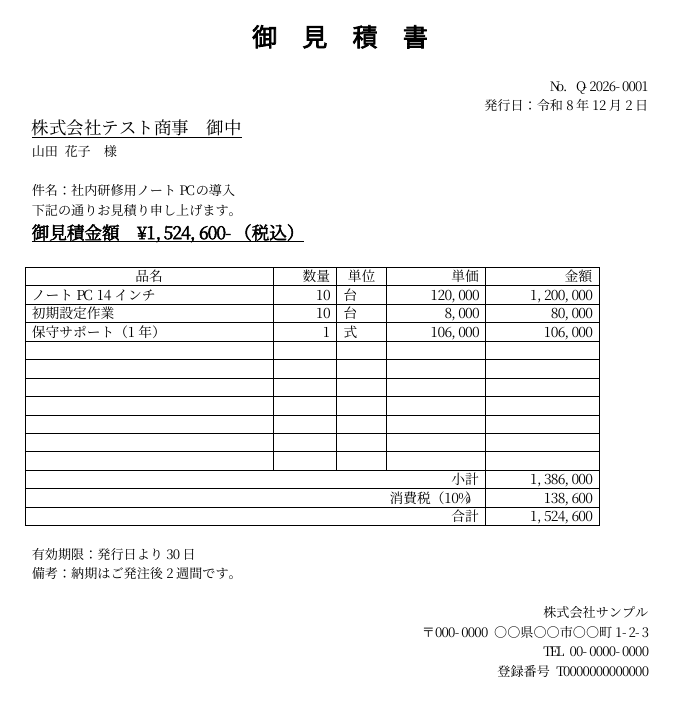 御 見 積 書
No. Q-2026-0001
発行日：令和 8 年 12 月 2 日
株式会社テスト商事　御中
山田 花子　様
件名：社内研修用ノート PC の導入
下記の通りお見積り申し上げます。
御見積金額　¥1,524,600-（税込）
品名 数量 単位 単価 金額
ノート PC 14 インチ 10 台 120,000 1,200,000
初期設定作業 10 台 8,000 80,000
保守サポート（1 年） 1 式 106,000 106,000
小計 1,386,000
消費税（10%） 138,600
合計 1,524,600
有効期限：発行日より 30 日
備考：納期はご発注後 2 週間です。
株式会社サンプル
〒000-0000 〇〇県〇〇市〇〇町 1-2-3
TEL 00-0000-0000
登録番号 T0000000000000